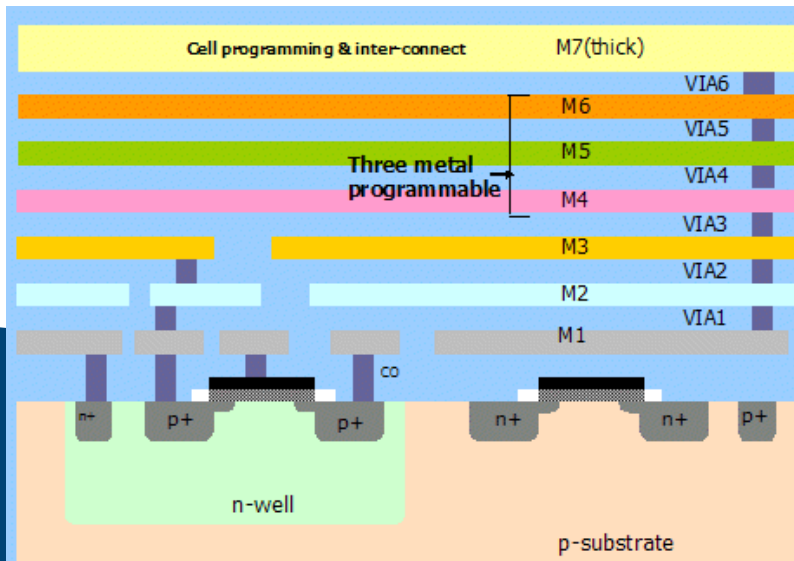 Cell programming & inter-connect M7(thick)
VIA6
M6
VIA5
M5
Three metal
programmable
VIA4
M4
VIA3
M3
VIA2
M2
VIA1
M1
co
n+ p+ p+ n+ n+ p+
n-well
p-substrate